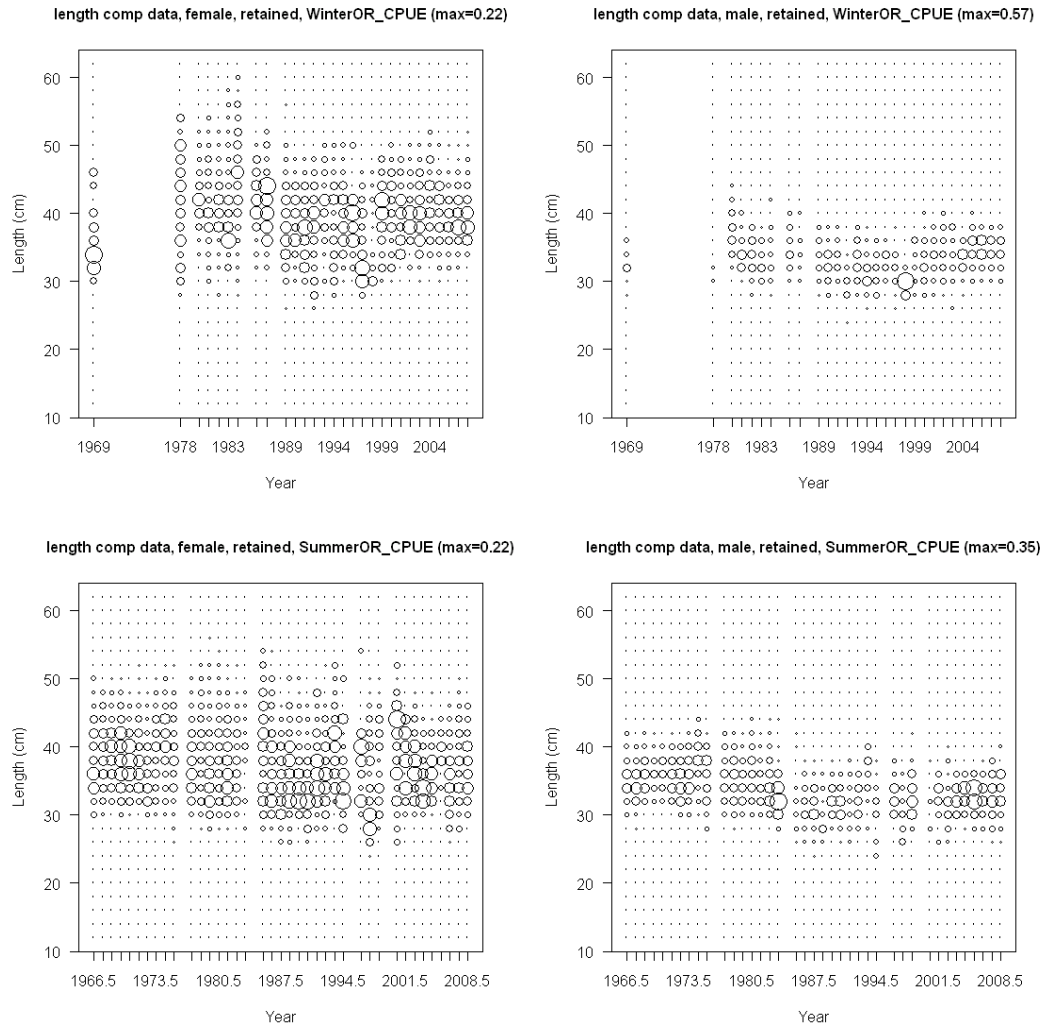 length comp data, female, retained, WinterOR_CPUE (max=0.22)
60
50
40
30
20
10
Length (cm)
1969 1978 1983 1989 1994 1999 2004
Year
length comp data, male, retained, WinterOR_CPUE (max=0.57)
60
50
40
30
20
10
Length (cm)
1969 1978 1983 1989 1994 1999 2004
Year
length comp data, female, retained, SummerOR_CPUE (max=0.22)
60
50
40
30
20
10
Length (cm)
1966.5 1973.5 1980.5 1987.5 1994.5 2001.5 2008.5
Year
length comp data, male, retained, SummerOR_CPUE (max=0.35)
60
50
40
30
20
10
Length (cm)
1966.5 1973.5 1980.5 1987.5 1994.5 2001.5 2008.5
Year